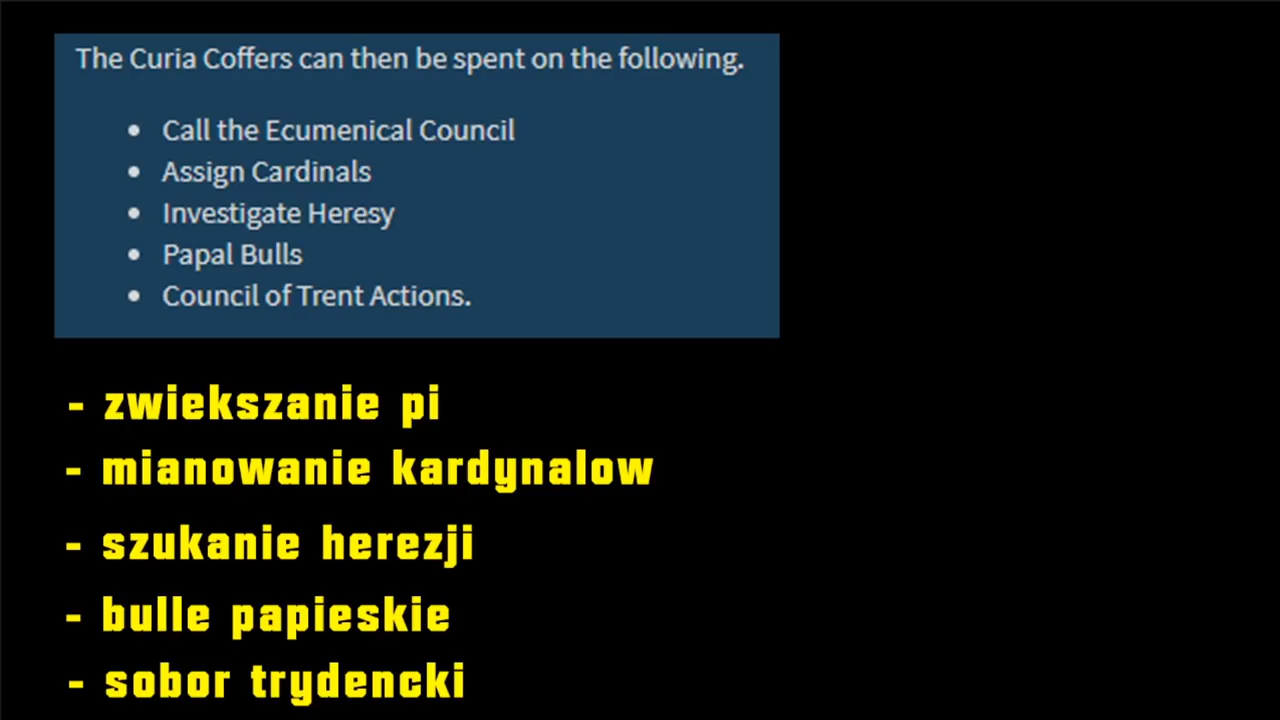 The Curia Coffers can then be spent on the following.
• Call the Ecumenical Council
• Assign Cardinals
• Investigate Heresy
• Papal Bulls
• Council of Trent Actions.
- zwiekszanie pi
- mianowanie kardynalow
- szukanie herezji
- bulle papieskie
- sobor trydencki